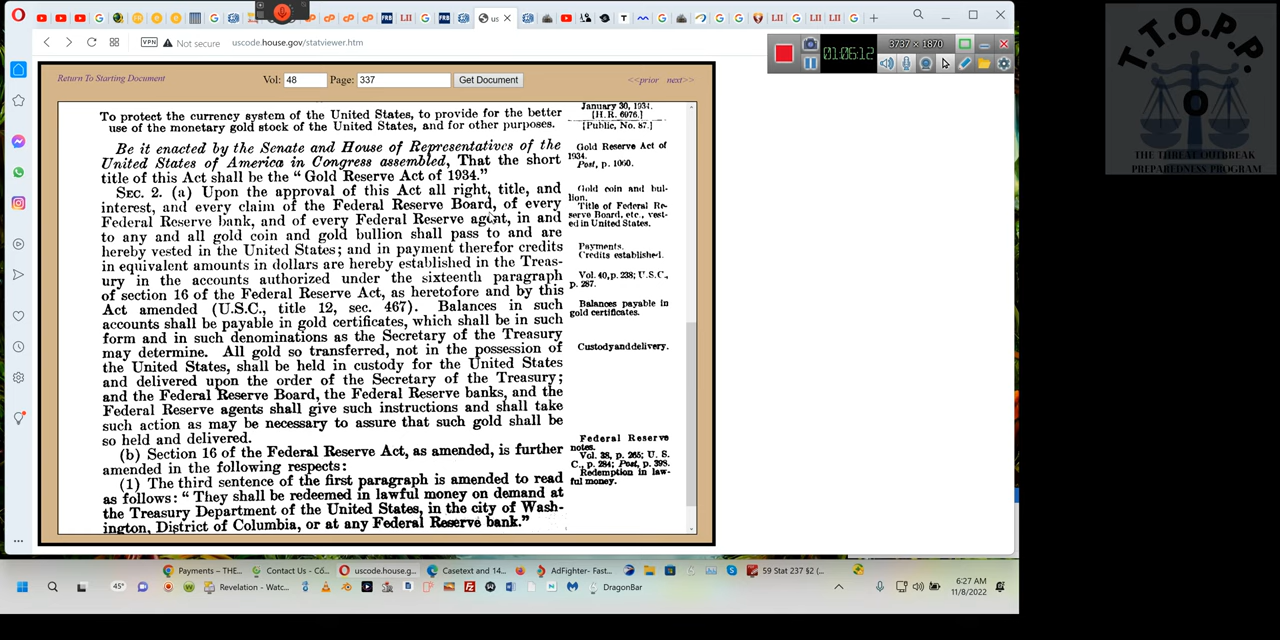 us
VPN
Not secure
uscode.house.gov/statviewer.htm
3737 × 1870
01:06:12
T.T.O.P.P.
THE THREAT OUTBREAK
PREPAREDNESS PROGRAM
Return To Starting Document
Vol: 48 Page: 337 Get Document
<<prior next>>
To protect the currency system of the United States, to provide for the better
use of the monetary gold stock of the United States, and for other purposes.
January 30, 1934.
[H. R. 6976.]
[Public, No. 87.]
Be it enacted by the Senate and House of Representatives of the
United States of America in Congress assembled, That the short
title of this Act shall be the " Gold Reserve Act of 1934."
Gold Reserve Act of
1934.
Post, p. 1060.
SEC. 2. (a) Upon the approval of this Act all right, title, and
interest, and every claim of the Federal Reserve Board, of every
Federal Reserve bank, and of every Federal Reserve agent, in and
to any and all gold coin and gold bullion shall pass to and are
hereby vested in the United States; and in payment therefor credits
in equivalent amounts in dollars are hereby established in the Treas-
ury in the accounts authorized under the sixteenth paragraph
of section 16 of the Federal Reserve Act, as heretofore and by this
Act amended (U.S.C., title 12, sec. 467). Balances in such
accounts shall be payable in gold certificates, which shall be in such
form and in such denominations as the Secretary of the Treasury
may determine. All gold so transferred, not in the possession of
the United States, shall be held in custody for the United States
and delivered upon the order of the Secretary of the Treasury;
and the Federal Reserve Board, the Federal Reserve banks, and the
Federal Reserve agents shall give such instructions and shall take
such action as may be necessary to assure that such gold shall be
so held and delivered.
Gold coin and bul-
lion.
Title of Federal Re-
serve Board, etc., vest-
ed in United States.
Payments.
Credits established.
Vol. 40, p. 238; U.S.C.,
p. 287.
Balances payable in
gold certificates.
Custody and delivery.
(b) Section 16 of the Federal Reserve Act, as amended, is further
amended in the following respects:
(1) The third sentence of the first paragraph is amended to read
as follows: " They shall be redeemed in lawful money on demand at
the Treasury Department of the United States, in the city of Wash-
ington, District of Columbia, or at any Federal Reserve bank."
Federal Reserve
notes.
Vol. 38, p. 265; U. S.
C., p. 284; Post, p. 398.
Redemption in law-
ful money.
Payments — THE...
Contact Us - Có...
uscode.house.g...
Casetext and 14...
AdFighter- Fast...
59 Stat 237 §2 (...
45°
Revelation - Watc...
DragonBar
6:27 AM
11/8/2022